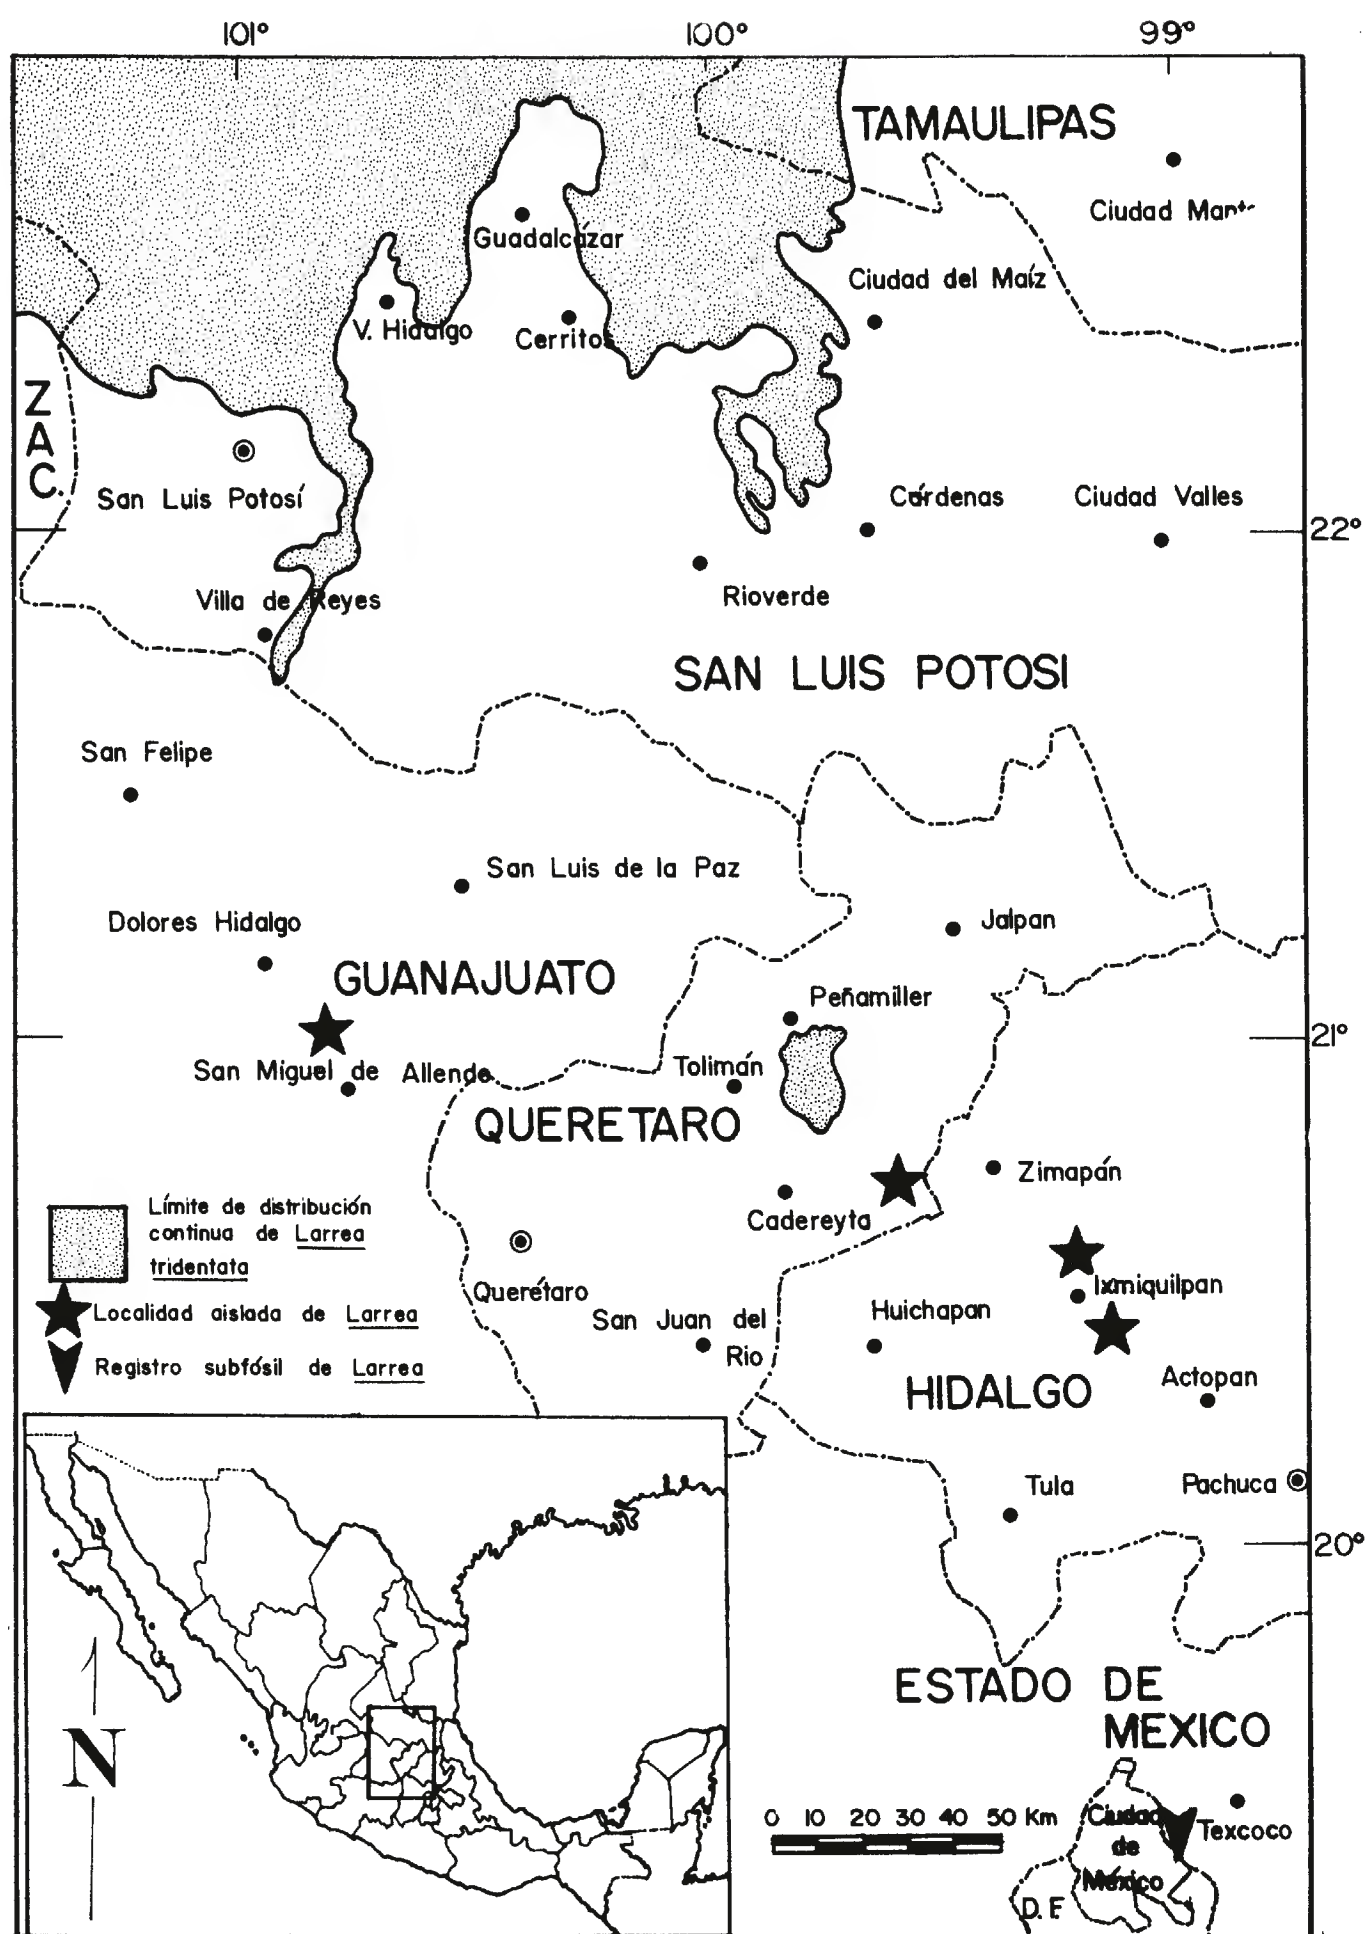 101° 100° 99°
TAMAULIPAS
Ciudad
Guadalcázar
Ciudad del Maíz
V. Hidalgo
Cerritos
Z
A
C.
San Luis Potosí
Cárdenas
Ciudad Valles
22°
Villa de Reyes
Rioverde
SAN LUIS POTOSI
San Felipe
San Luis de la Paz
Dolores Hidalgo
Jalpan
GUANAJUATO
Peñamiller
21°
San Miguel de Allende
Tolimán
QUERETARO
Zimapán
Cadereyta
Límite de distribución
continua de Larrea
tridentata
Localidad aislada de Larrea
Registro subfósil de Larrea
Querétaro
San Juan del
Rio
Ixmiquilpan
Huichapan
HIDALGO
Actopan
Tula
Pachuca
20°
ESTADO DE
MEXICO
N
0 10 20 30 40 50 Km
Ciudad
de
México
Texcoco
D.F.